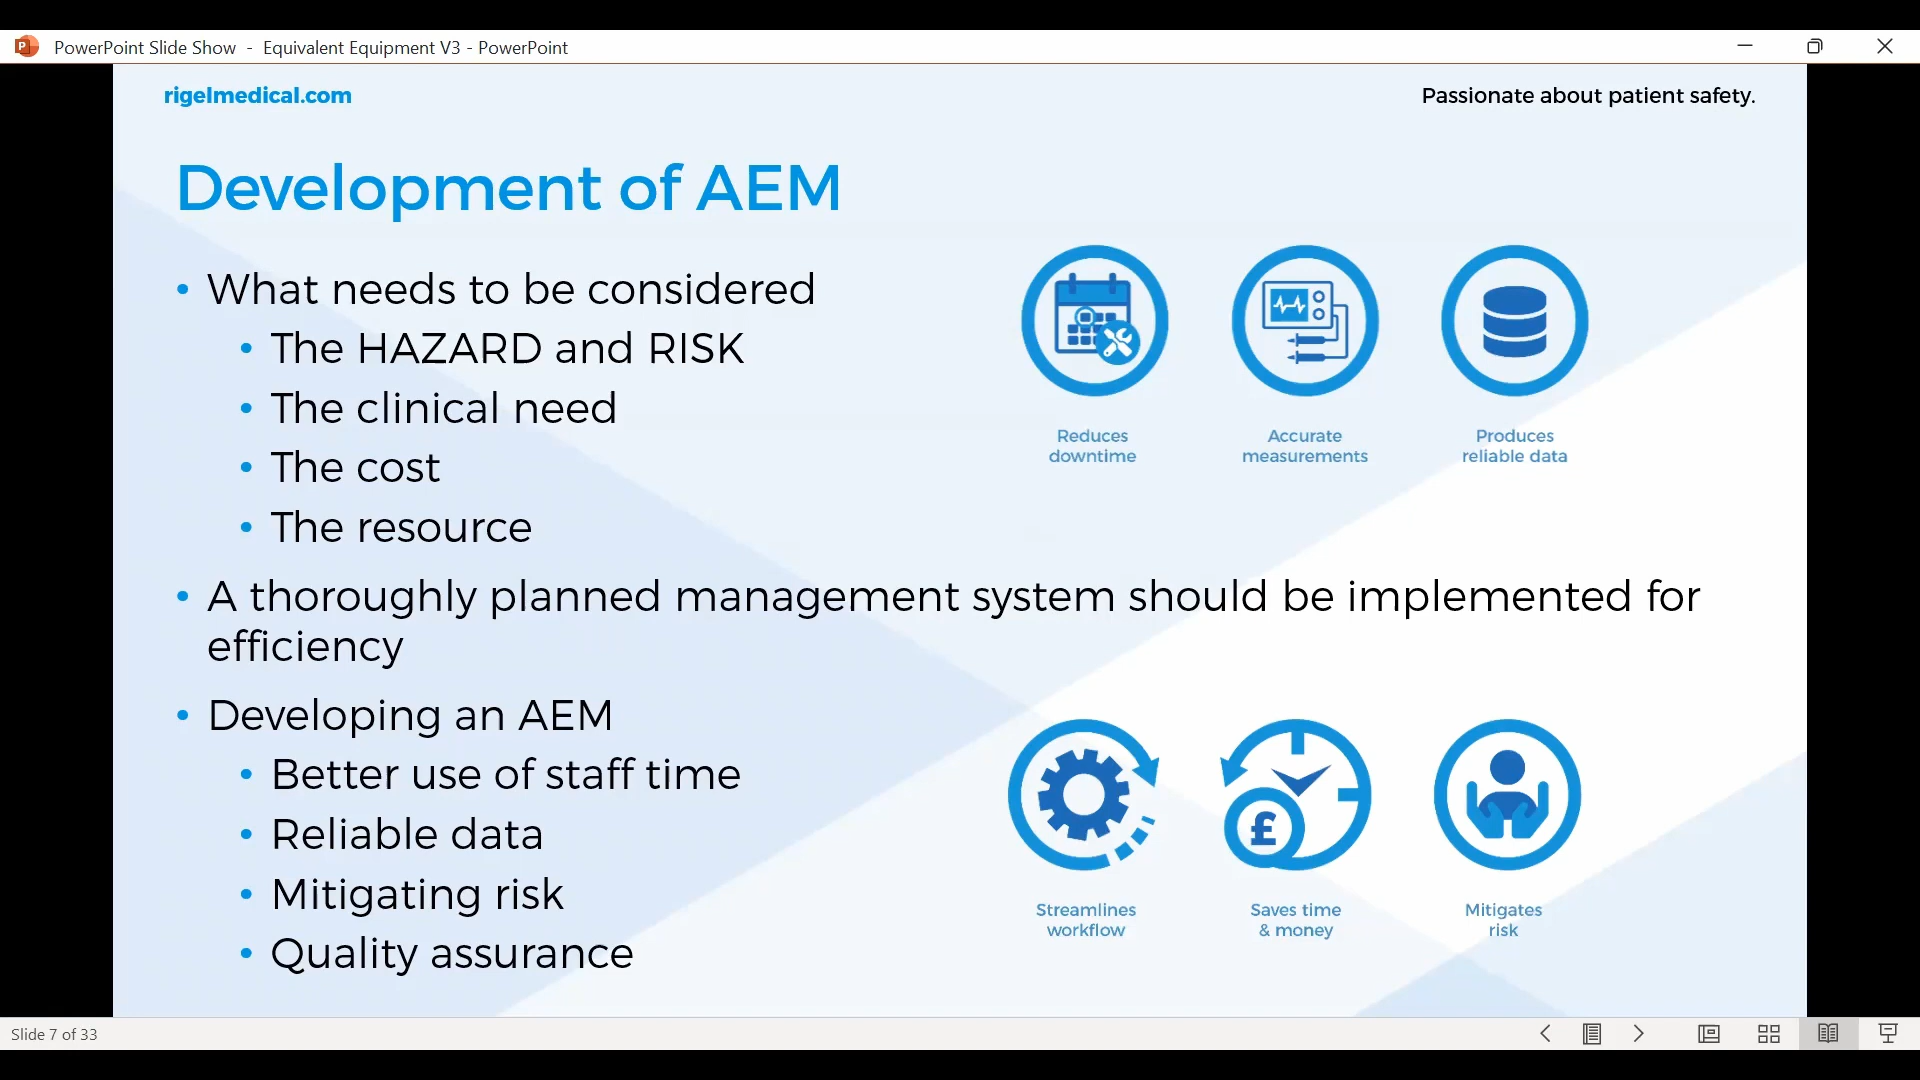 PowerPoint Slide Show - Equivalent Equipment V3 - PowerPoint
rigelmedical.com
Passionate about patient safety.
Development of AEM
• What needs to be considered
• The HAZARD and RISK
• The clinical need
• The cost
• The resource
Reduces
downtime
Accurate
measurements
Produces
reliable data
• A thoroughly planned management system should be implemented for
efficiency
• Developing an AEM
• Better use of staff time
• Reliable data
• Mitigating risk
• Quality assurance
£
Streamlines
workflow
Saves time
& money
Mitigates
risk
Slide 7 of 33